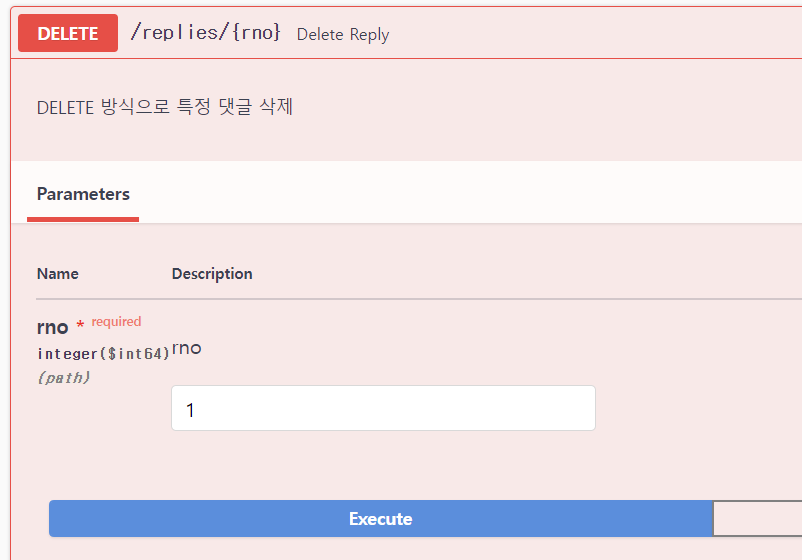 DELETE /replies/{rno} Delete Reply
DELETE 방식으로 특정 댓글 삭제
Parameters
Name Description
rno * required
integer($int64)
(path)
rno
1
Execute